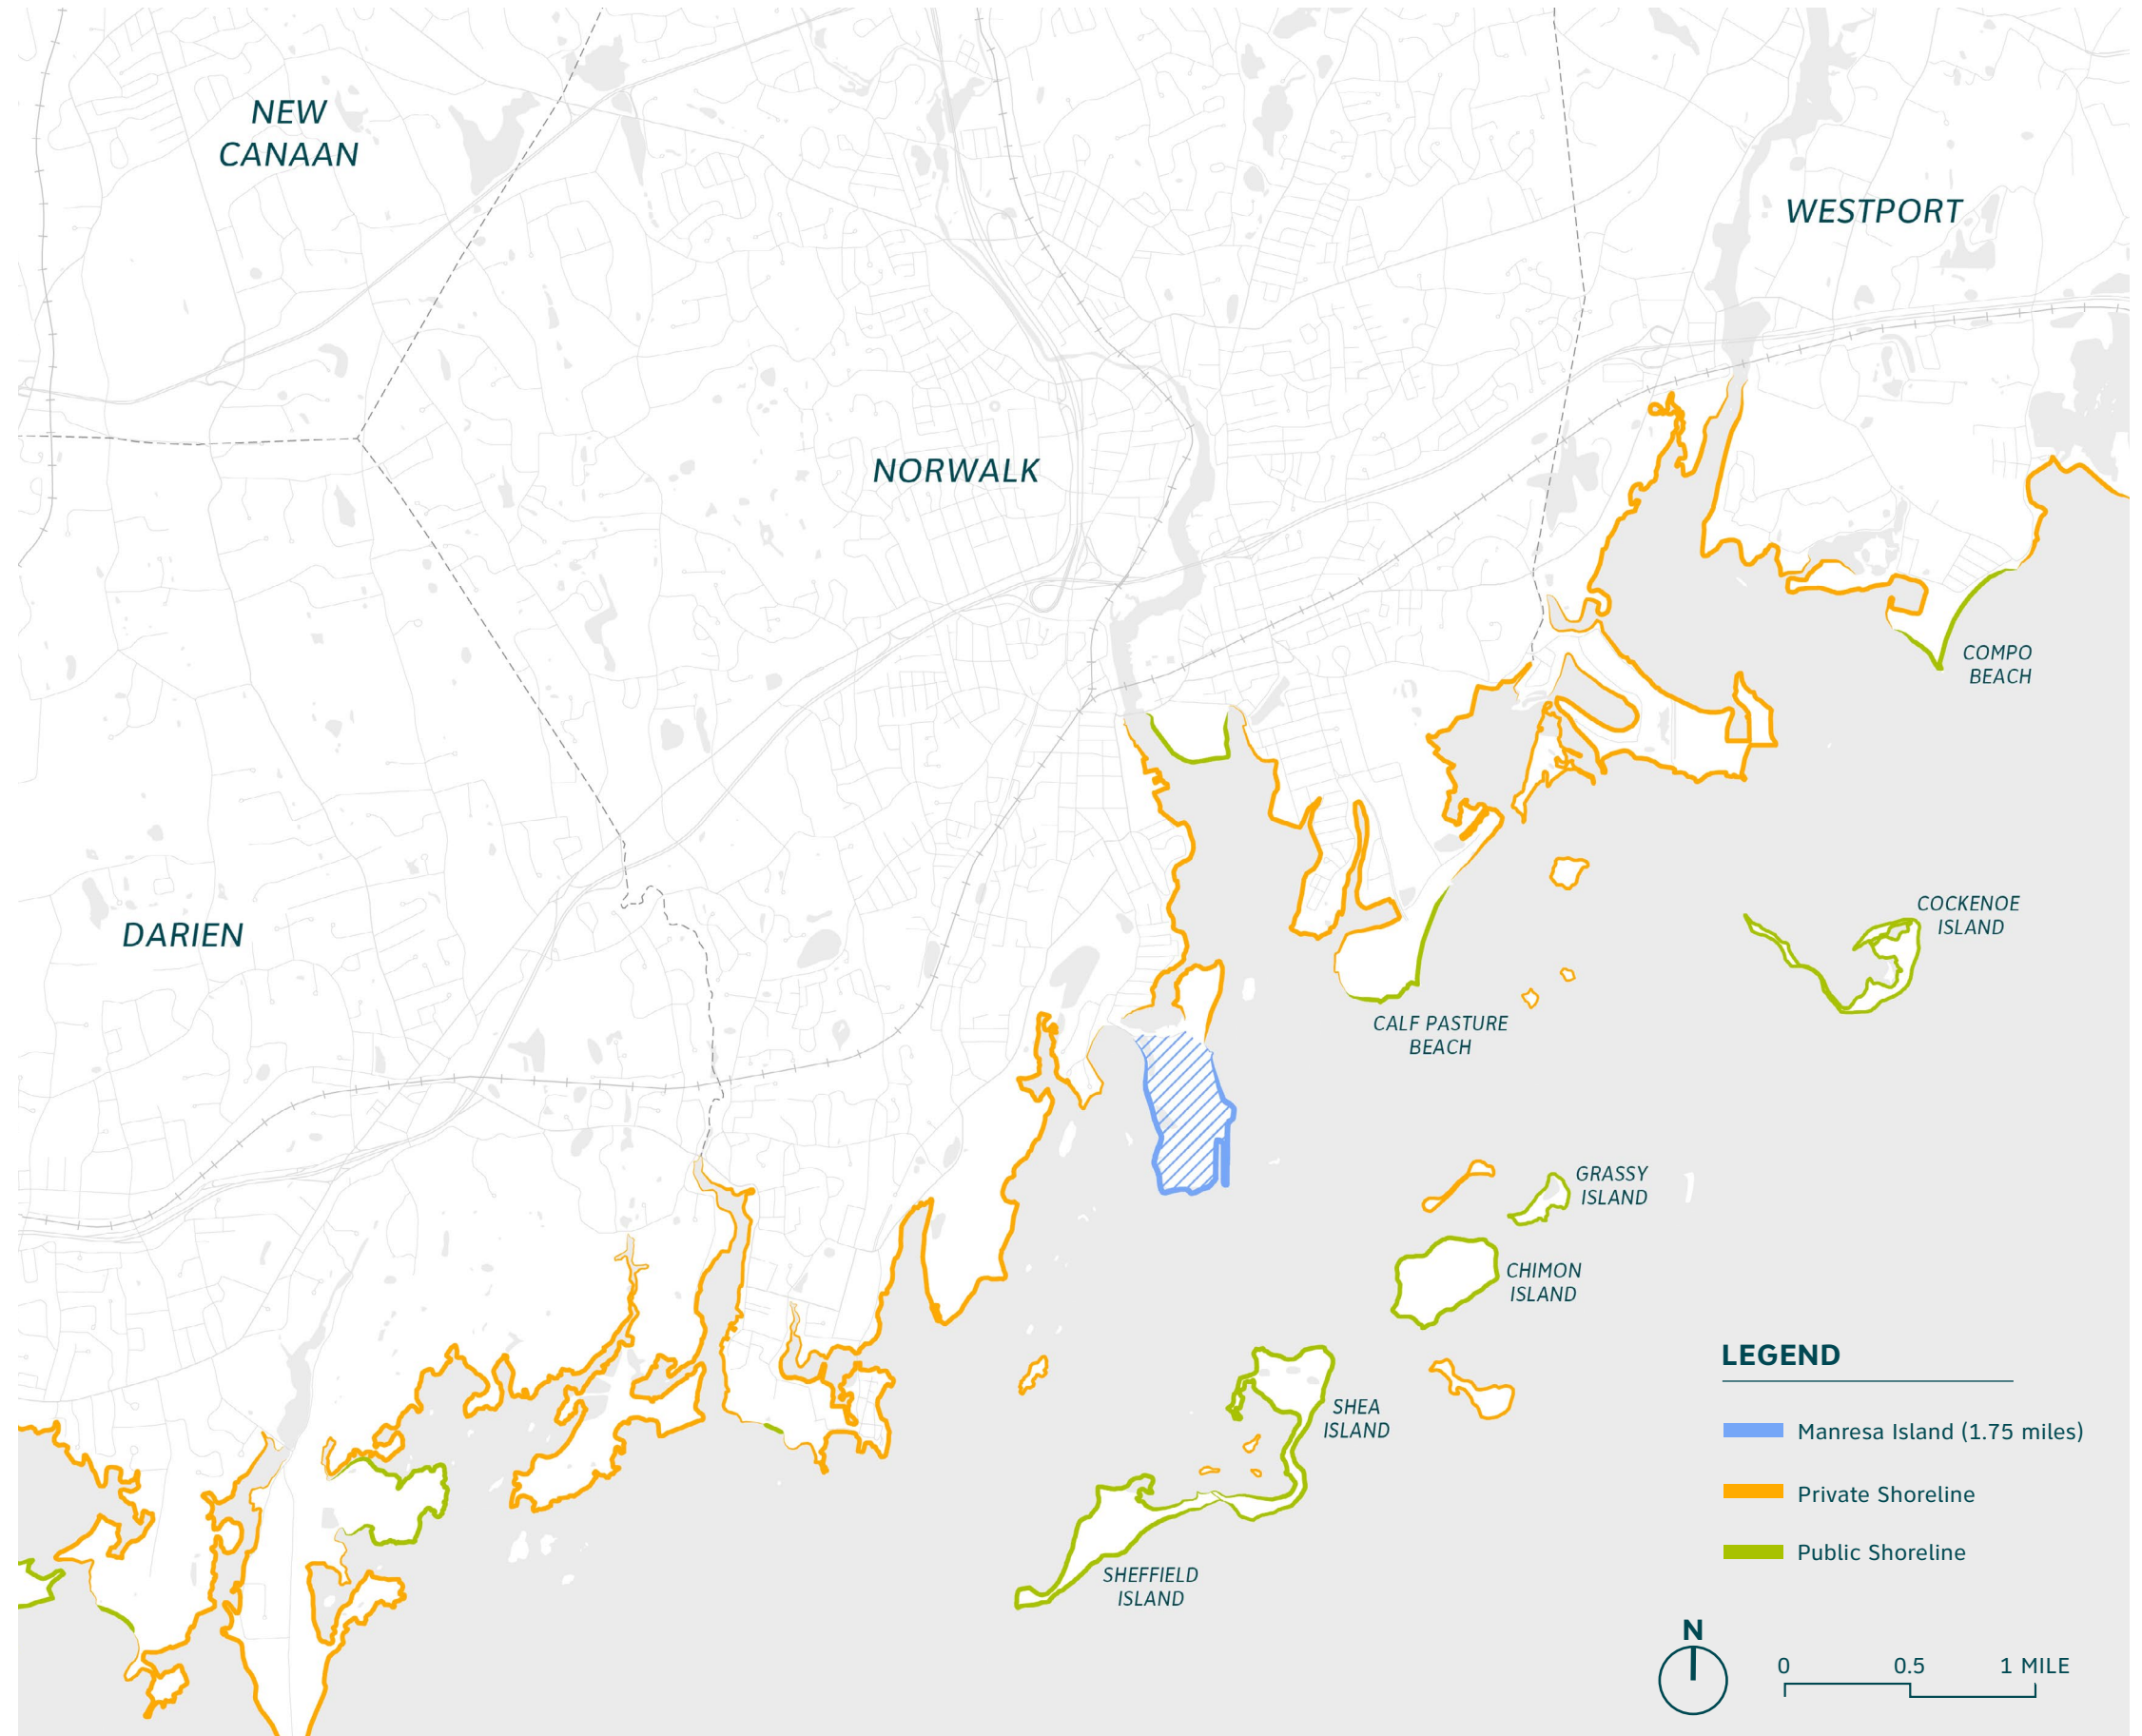 NEW
CANAAN
WESTPORT
NORWALK
COMPO
BEACH
DARIEN
COCKENOE
ISLAND
CALF PASTURE
BEACH
GRASSY
ISLAND
CHIMON
ISLAND
SHEA
ISLAND
SHEFFIELD
ISLAND
LEGEND
Manresa Island (1.75 miles)
Private Shoreline
Public Shoreline
N
0 0.5 1 MILE